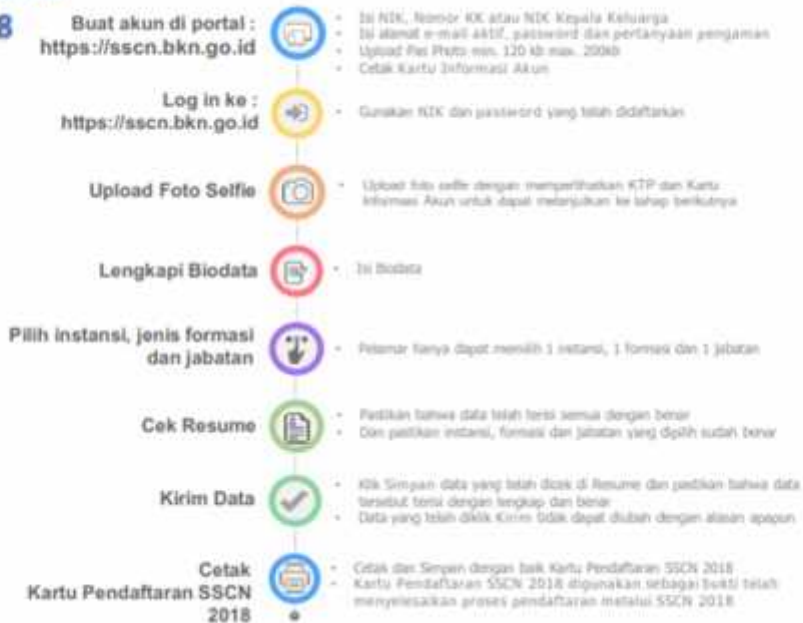 8
Buat akun di portal :
https://sscn.bkn.go.id
• Isi NIK, Nomor KK atau NIK Kepala Keluarga
• Isi alamat e-mail aktif, password dan pertanyaan pengaman
• Upload Pas Photo min. 120 kb max. 200kb
• Cetak Kartu Informasi Akun
Log in ke :
https://sscn.bkn.go.id
• Gunakan NIK dan password yang telah didaftarkan
Upload Foto Selfie
• Upload foto selfie dengan memperlihatkan KTP dan Kartu
Informasi Akun untuk dapat melanjutkan ke tahap berikutnya
Lengkapi Biodata
• Isi Biodata
Pilih instansi, jenis formasi
dan jabatan
• Pelamar hanya dapat memilih 1 instansi, 1 formasi dan 1 jabatan
Cek Resume
• Pastikan bahwa data telah terisi semua dengan benar
• Dan pastikan instansi, formasi dan jabatan yang dipilih sudah benar
Kirim Data
• Klik Simpan data yang telah dicek di Resume dan pastikan bahwa data
tersebut terisi dengan lengkap dan benar
• Data yang telah diklik Kirim tidak dapat diubah dengan alasan apapun
Cetak
Kartu Pendaftaran SSCN
2018
• Cetak dan Simpan dengan baik Kartu Pendaftaran SSCN 2018
• Kartu Pendaftaran SSCN 2018 digunakan sebagai bukti telah
menyelesaikan proses pendaftaran melalui SSCN 2018